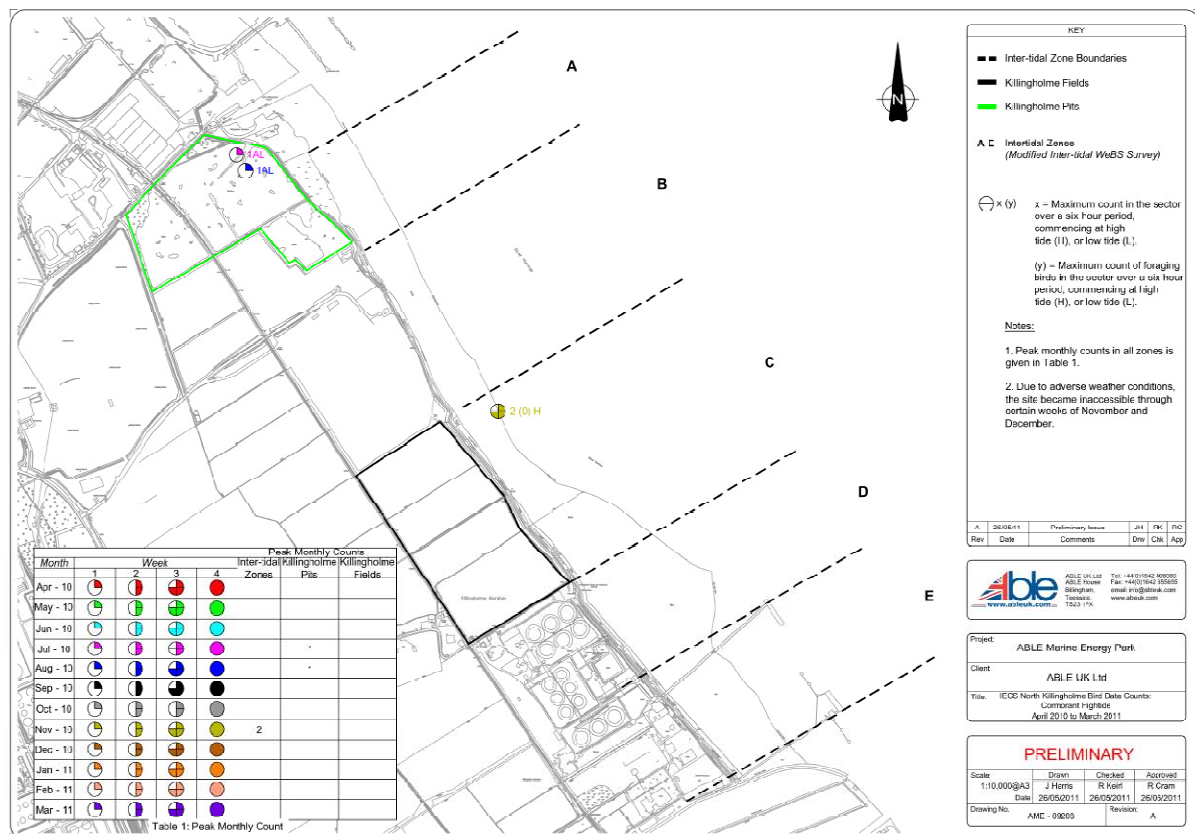 A
B
C
D
E
N
1AL
1AL
2 (0) H
KEY
Inter-tidal Zone Boundaries
Killingholme Fields
Killingholme Pits
A E Intertidal Zones
(Modified Inter-tidal WeBS Survey)
x (y)
x = Maximum count in the sector
over a six hour period,
commencing at high
tide (H), or low tide (L).
(y) = Maximum count of foraging
birds in the sector over a six hour
period, commencing at high
tide (H), or low tide (L).
Notes:
1. Peak monthly counts in all zones is
given in Table 1.
2. Due to adverse weather conditions,
the site became inaccessible through
certain weeks of November and
December.
A 26/05/11 Preliminary Issue JH RK RC
Rev Date Comments Drw Chk App
Able
www.ableuk.com
ABLE UK Ltd
ABLE House
Billingham,
Teesside,
www.ableuk.com
Project:
ABLE Marine Energy Park
Client
ABLE UK Ltd
Title. IECS North Killingholme Bird Data Counts:
Cormorant Hightide
April 2010 to March 2011
PRELIMINARY
Scale: Drawn Checked Approved
1:10,000@A3 J Harris R Keirl R Cram
Date 26/05/2011 26/05/2011 26/05/2011
Drawing No. Revision:
A
Peak Monthly Counts
Month Week Inter-tidal Zones Killingholme Pits Killingholme Fields
1 2 3 4
Apr - 10
May - 10
Jun - 10
Jul - 10
Aug - 10
Sep - 10
Oct - 10
Nov - 10 2
Dec - 10
Jan - 11
Feb - 11
Mar - 11
Table 1: Peak Monthly Count
Killingholme Marshes